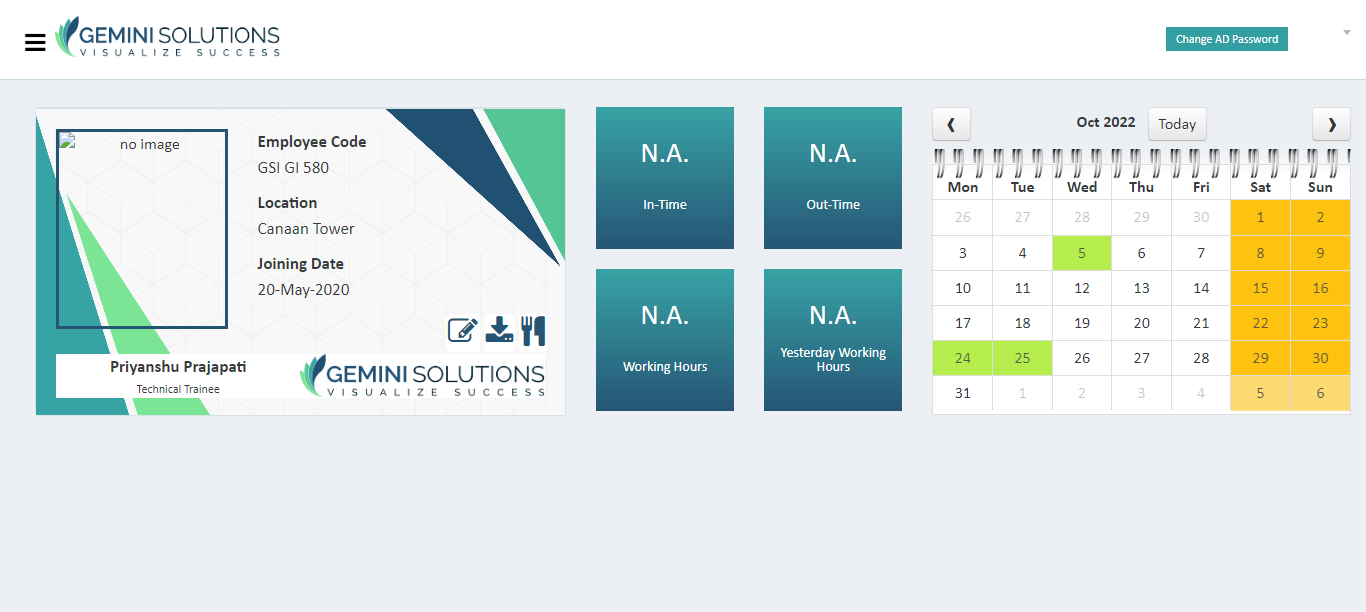 GEMINI SOLUTIONS
VISUALIZE SUCCESS
Change AD Password
no image
Employee Code
GSI GI 580
Location
Canaan Tower
Joining Date
20-May-2020
Priyanshu Prajapati
Technical Trainee
GEMINI SOLUTIONS
VISUALIZE SUCCESS
N.A.
In-Time
N.A.
Out-Time
N.A.
Working Hours
N.A.
Yesterday Working
Hours
Oct 2022 Today
Mon Tue Wed Thu Fri Sat Sun
26 27 28 29 30 1 2
3 4 5 6 7 8 9
10 11 12 13 14 15 16
17 18 19 20 21 22 23
24 25 26 27 28 29 30
31 1 2 3 4 5 6